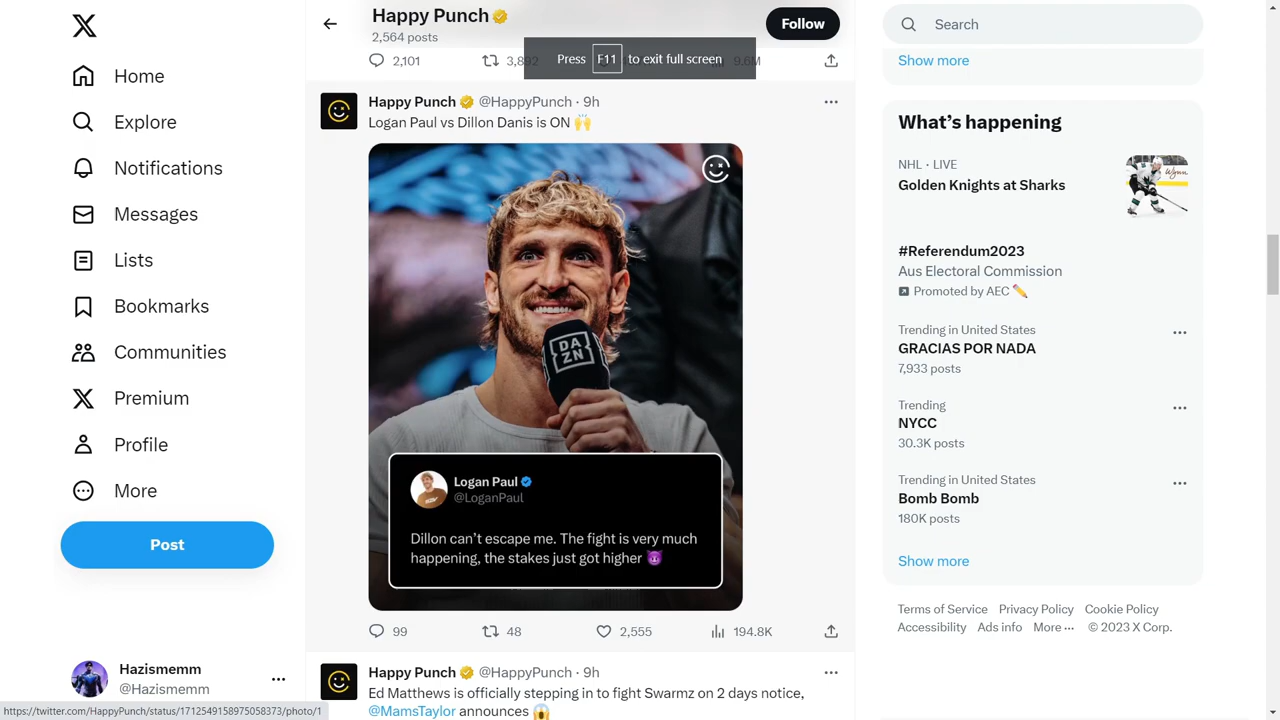 Home
Explore
Notifications
Messages
Lists
Bookmarks
Communities
Premium
Profile
More
Post
Hazismemm
@Hazismemm
https://twitter.com/HappyPunch/status/1712549158975058373/photo/1
Happy Punch
2,564 posts
Follow
Press F11 to exit full screen
2,101
Happy Punch @HappyPunch · 9h
Logan Paul vs Dillon Danis is ON 🙌
DAZN
Logan Paul
@LoganPaul
Dillon can't escape me. The fight is very much
happening, the stakes just got higher 😈
99 48 2,555 194.8K
Happy Punch @HappyPunch · 9h
Ed Matthews is officially stepping in to fight Swarmz on 2 days notice,
@MamsTaylor announces 😱
Search
Show more
What's happening
NHL · LIVE
Golden Knights at Sharks
#Referendum2023
Aus Electoral Commission
Promoted by AEC ✏️
Trending in United States
GRACIAS POR NADA
7,933 posts
Trending
NYCC
30.3K posts
Trending in United States
Bomb Bomb
180K posts
Show more
Terms of Service Privacy Policy Cookie Policy
Accessibility Ads info More ··· © 2023 X Corp.